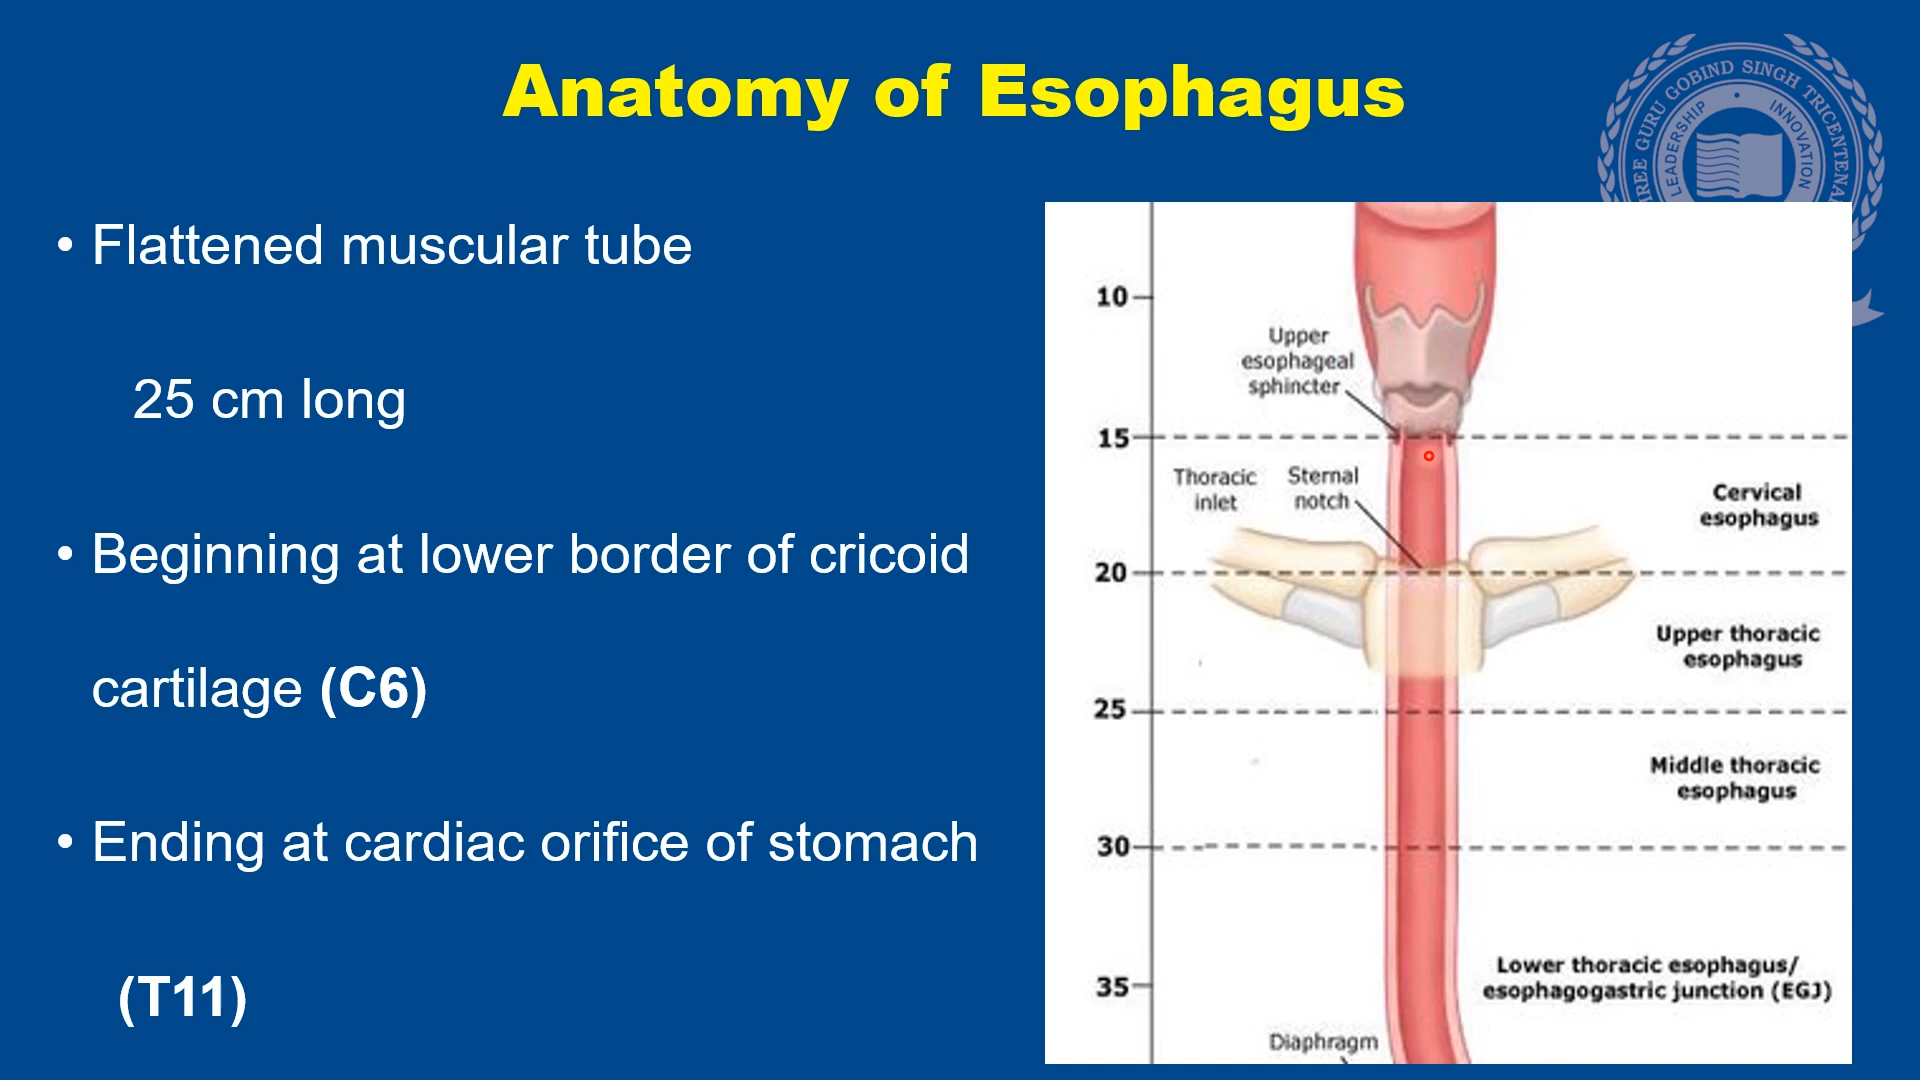 Anatomy of Esophagus
REE GURU GOBIND SINGH TRICENTENA
LEADERSHIP
INNOVATION
• Flattened muscular tube
25 cm long
• Beginning at lower border of cricoid
cartilage (C6)
• Ending at cardiac orifice of stomach
(T11)
10
Upper
esophageal
sphincter
15
Thoracic
inlet
Sternal
notch
Cervical
esophagus
20
Upper thoracic
esophagus
25
Middle thoracic
esophagus
30
Lower thoracic esophagus/
esophagogastric junction (EGJ)
35
Diaphragm